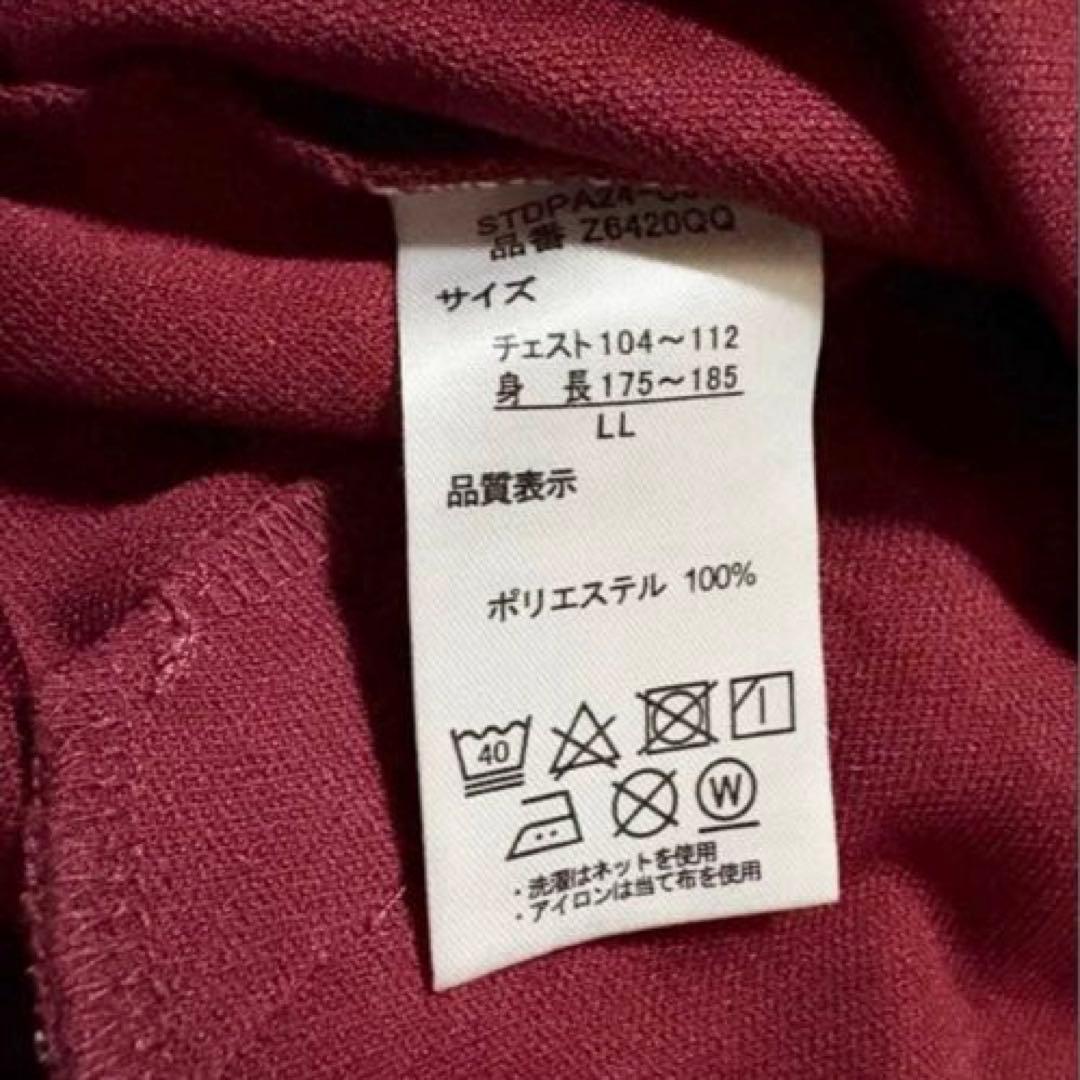 STDPA24-
品番 Z6420QQ
サイズ
チェスト104～112
身 長175～185
LL
品質表示
ポリエステル 100%
40
W
・洗濯はネットを使用
・アイロンは当て布を使用